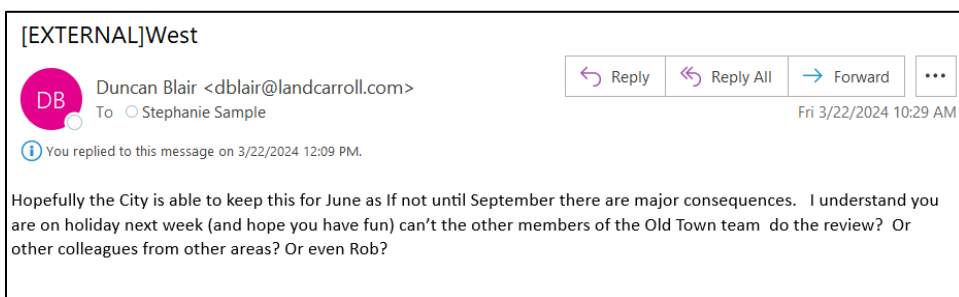 [EXTERNAL]West
Reply
Reply All
Forward
DB
Duncan Blair <dblair@landcarroll.com>
To Stephanie Sample
Fri 3/22/2024 10:29 AM
You replied to this message on 3/22/2024 12:09 PM.
Hopefully the City is able to keep this for June as If not until September there are major consequences.   I understand you
are on holiday next week (and hope you have fun) can't the other members of the Old Town team  do the review?  Or
other colleagues from other areas? Or even Rob?